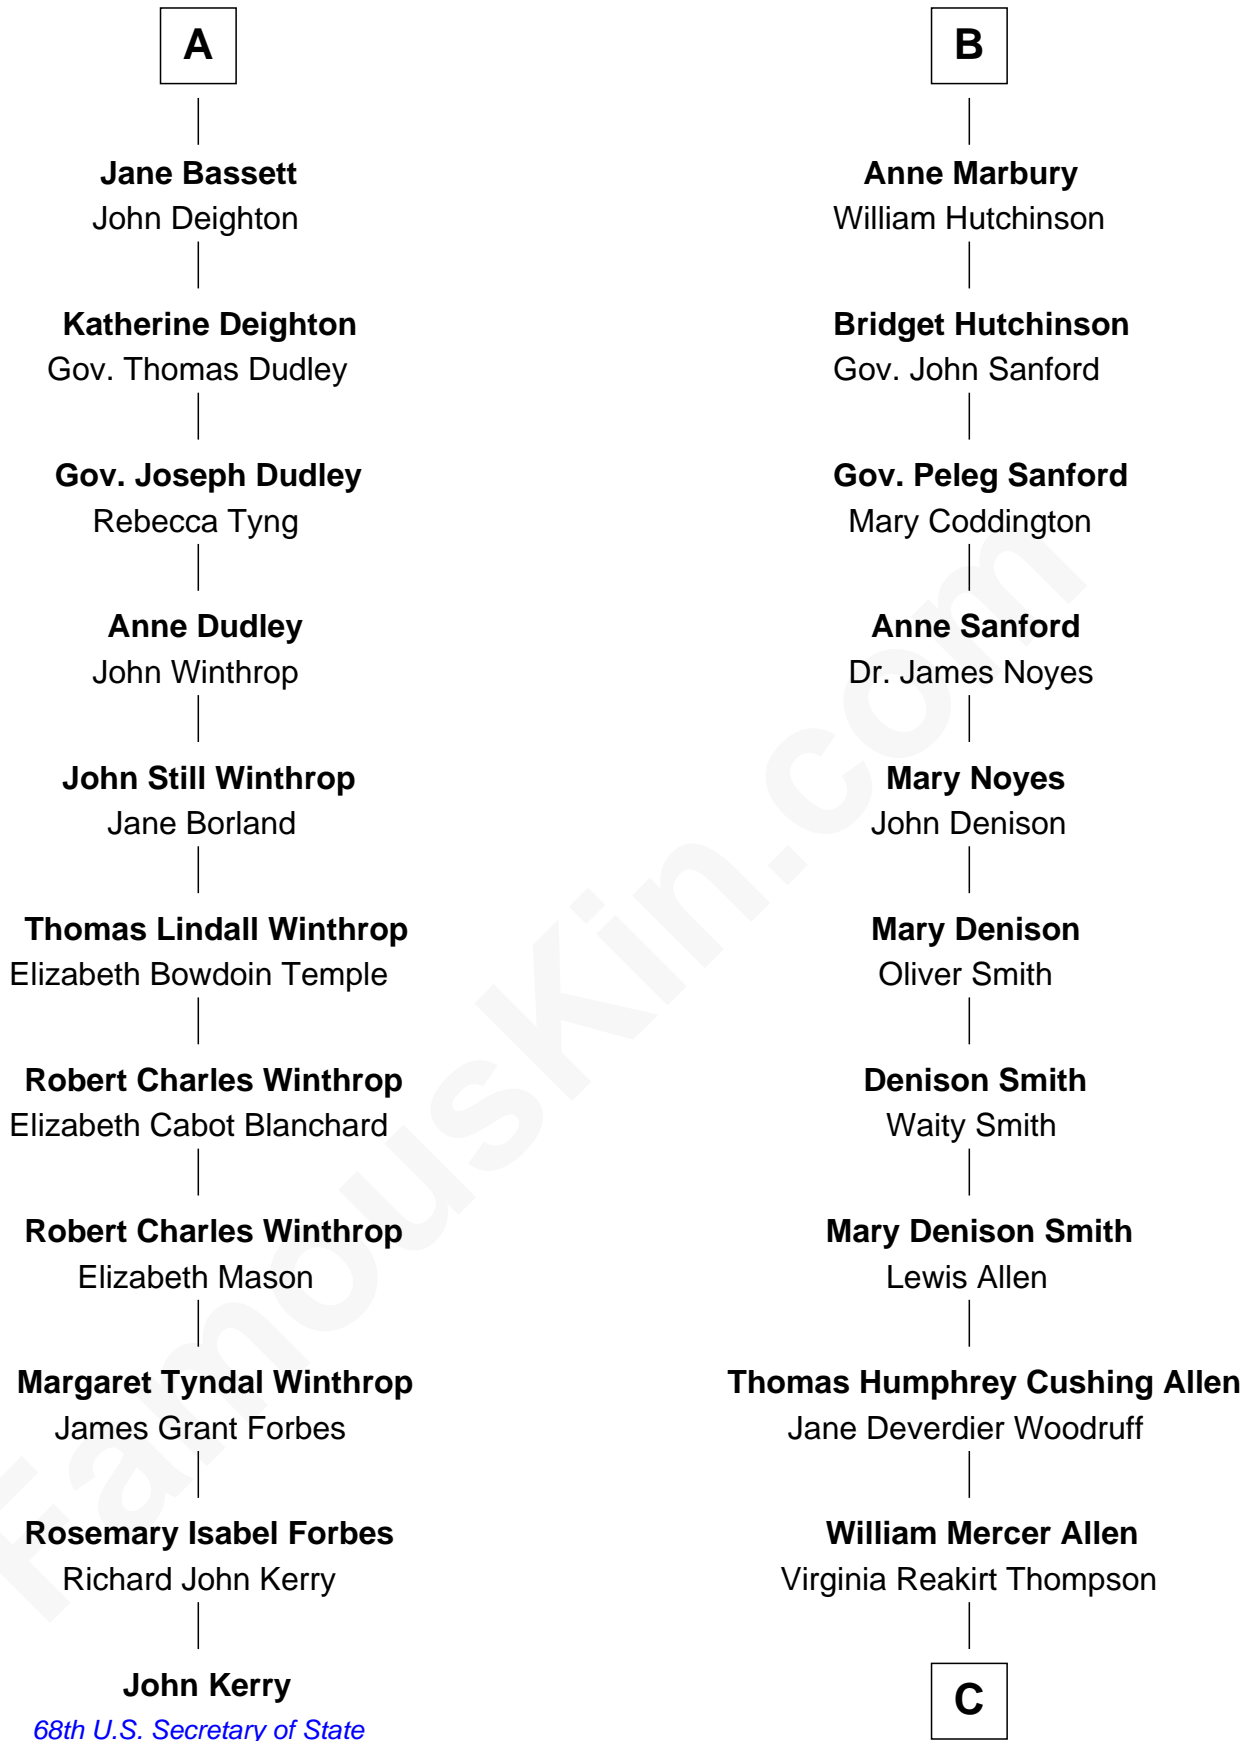 A
Jane Bassett
John Deighton
Katherine Deighton
Gov. Thomas Dudley
Gov. Joseph Dudley
Rebecca Tyng
Anne Dudley
John Winthrop
John Still Winthrop
Jane Borland
Thomas Lindall Winthrop
Elizabeth Bowdoin Temple
Robert Charles Winthrop
Elizabeth Cabot Blanchard
Robert Charles Winthrop
Elizabeth Mason
Margaret Tyndal Winthrop
James Grant Forbes
Rosemary Isabel Forbes
Richard John Kerry
John Kerry
68th U.S. Secretary of State
B
Anne Marbury
William Hutchinson
Bridget Hutchinson
Gov. John Sanford
Gov. Peleg Sanford
Mary Coddington
Anne Sanford
Dr. James Noyes
Mary Noyes
John Denison
Mary Denison
Oliver Smith
Denison Smith
Waity Smith
Mary Denison Smith
Lewis Allen
Thomas Humphrey Cushing Allen
Jane Deverdier Woodruff
William Mercer Allen
Virginia Reakirt Thompson
C
FamousKin.com